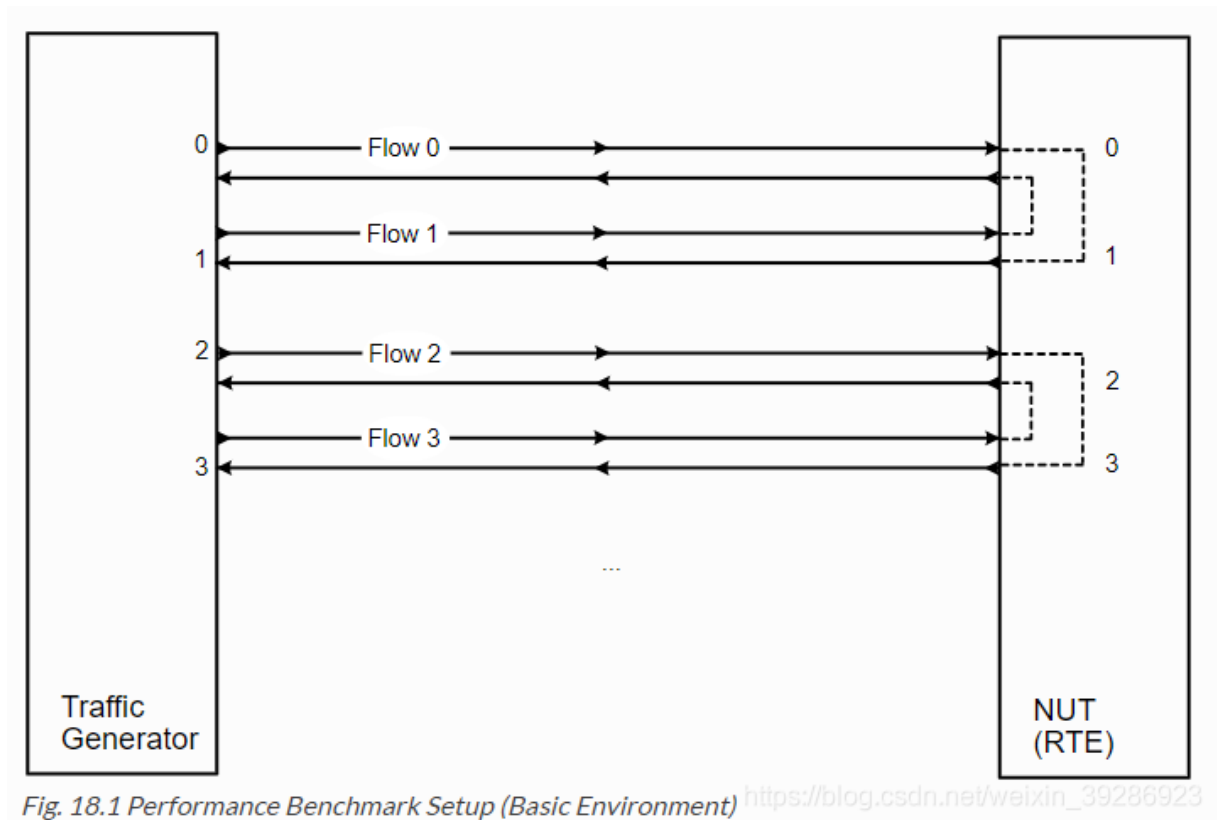 0
Flow 0
0
Flow 1
1
1
2
Flow 2
2
Flow 3
3
3
...
Traffic
Generator
NUT
(RTE)
Fig. 18.1 Performance Benchmark Setup (Basic Environment)
https://blog.csdn.net/weixin_39286923